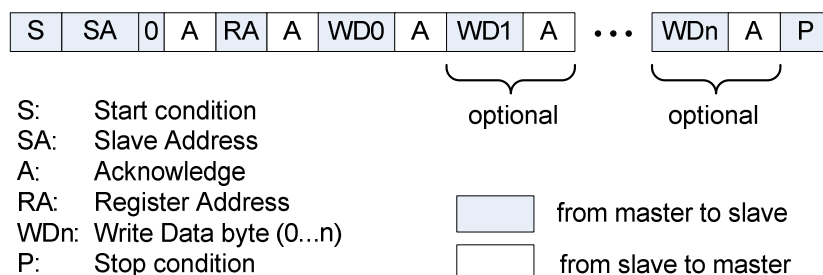 S SA 0 A RA A WD0 A WD1 A • • • WDn A P
optional optional
S: Start condition
SA: Slave Address
A: Acknowledge
RA: Register Address
WDn: Write Data byte (0...n)
P: Stop condition
from master to slave
from slave to master